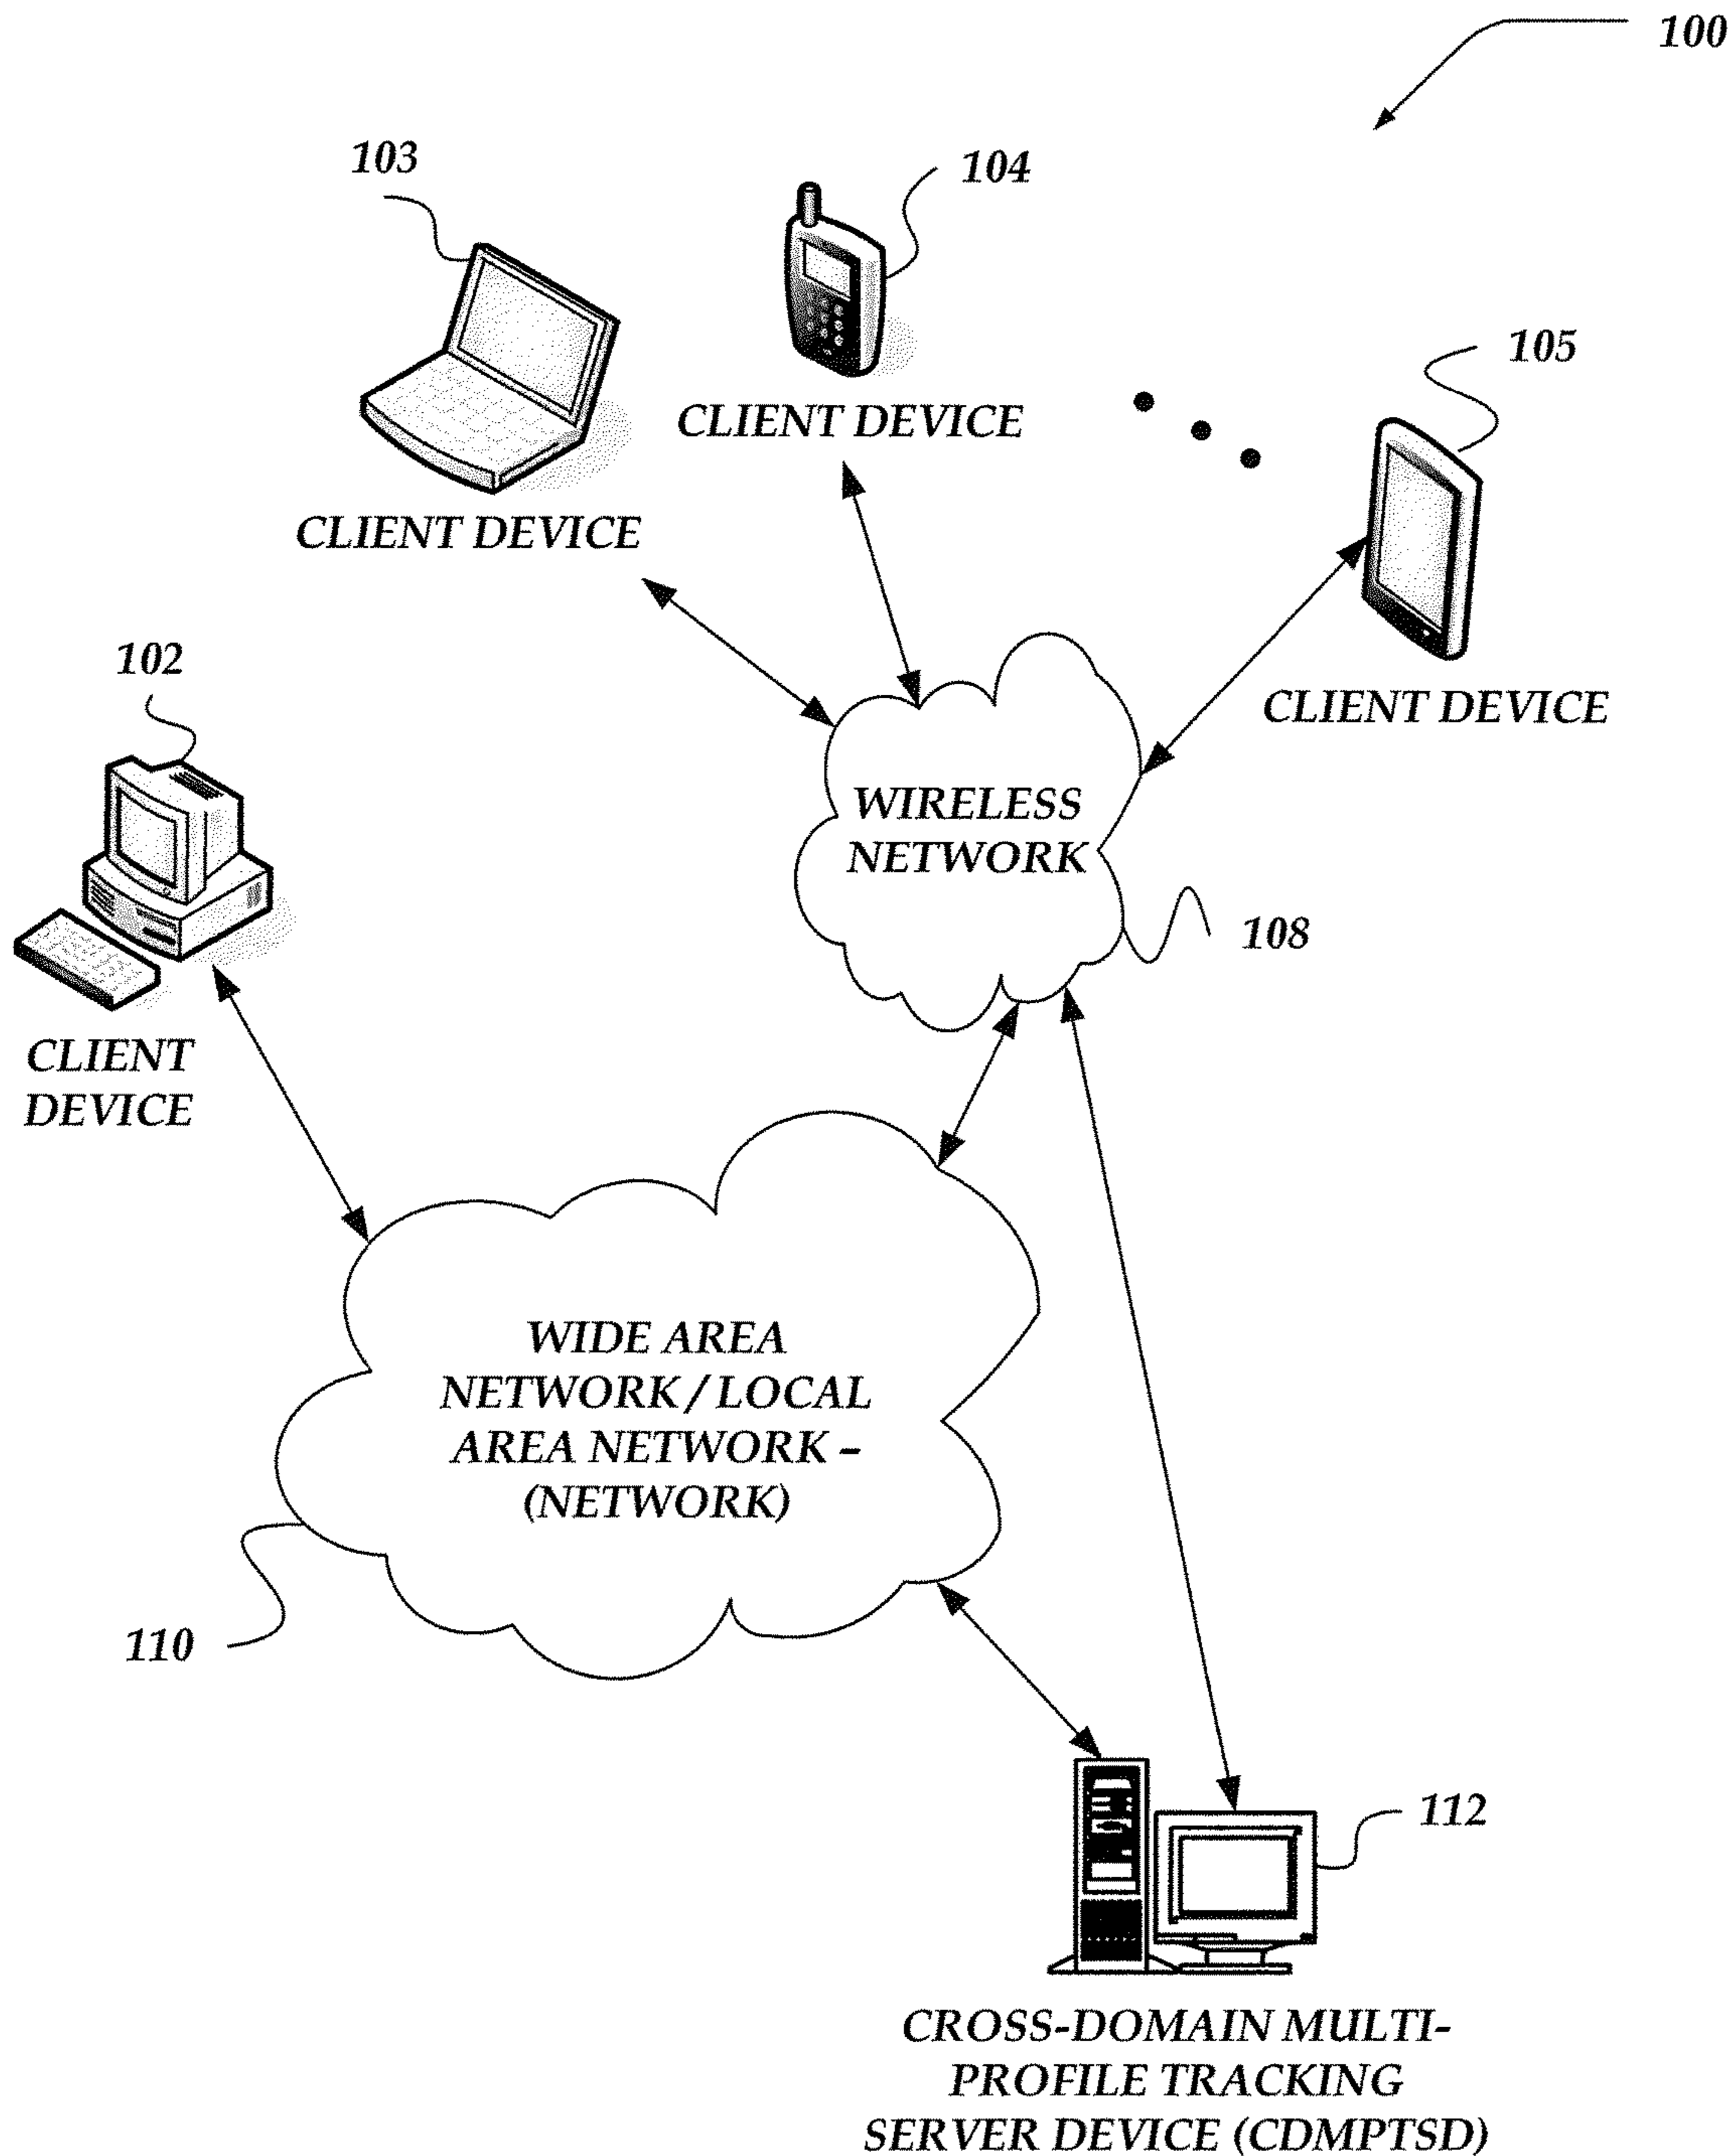 100
103
104
105
CLIENT DEVICE
CLIENT DEVICE
102
CLIENT DEVICE
WIRELESS
NETWORK
108
CLIENT
DEVICE
WIDE AREA
NETWORK / LOCAL
AREA NETWORK –
(NETWORK)
110
112
CROSS-DOMAIN MULTI-
PROFILE TRACKING
SERVER DEVICE (CDMPTSD)